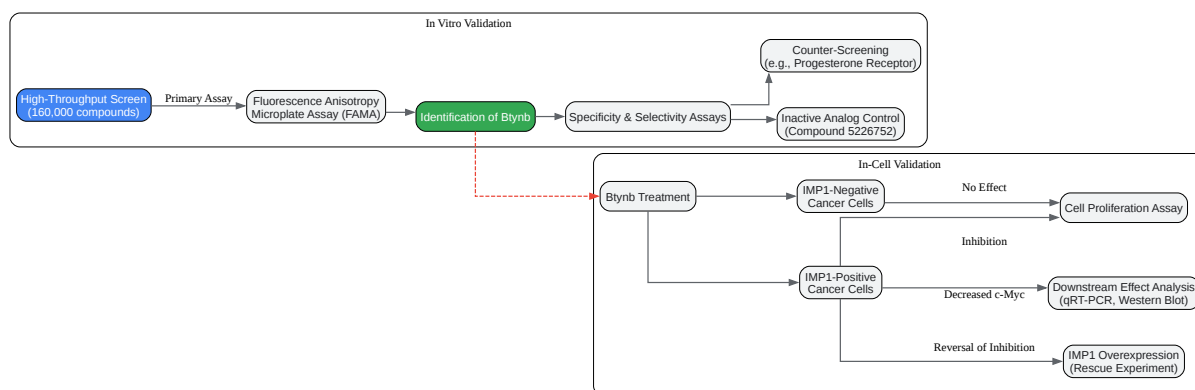 In Vitro Validation
High-Throughput Screen
(160,000 compounds)
Primary Assay
Fluorescence Anisotropy
Microplate Assay (FAMA)
Identification of Btynb
Specificity & Selectivity Assays
Counter-Screening
(e.g., Progesterone Receptor)
Inactive Analog Control
(Compound 5226752)
In-Cell Validation
Btynb Treatment
IMP1-Negative
Cancer Cells
No Effect
Cell Proliferation Assay
Inhibition
IMP1-Positive
Cancer Cells
Decreased c-Myc
Downstream Effect Analysis
(qRT-PCR, Western Blot)
Reversal of Inhibition
IMP1 Overexpression
(Rescue Experiment)